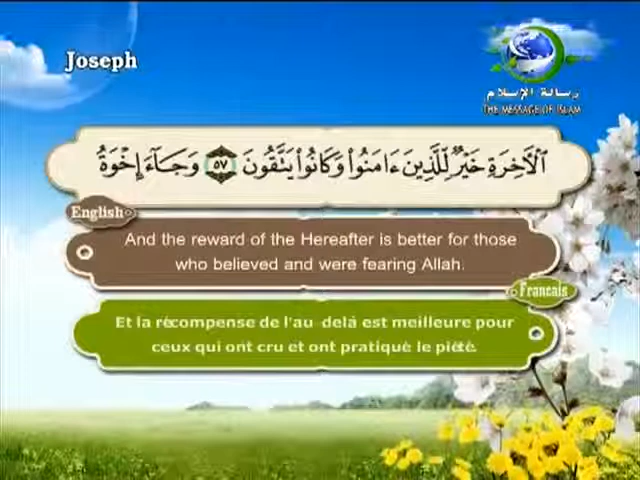 Joseph
رسالة الإسلام
THE MESSAGE OF ISLAM
ٱلْأَخِرَةِ خَيْرٌ لِّلَّذِينَ ءَامَنُوا۟ وَكَانُوا۟ يَتَّقُونَ ٥٧ وَجَآءَ إِخْوَةُ
English
And the reward of the Hereafter is better for those
who believed and were fearing Allah.
Francais
Et la récompense de l'au-delà est meilleure pour
ceux qui ont cru et ont pratiqué le piété.